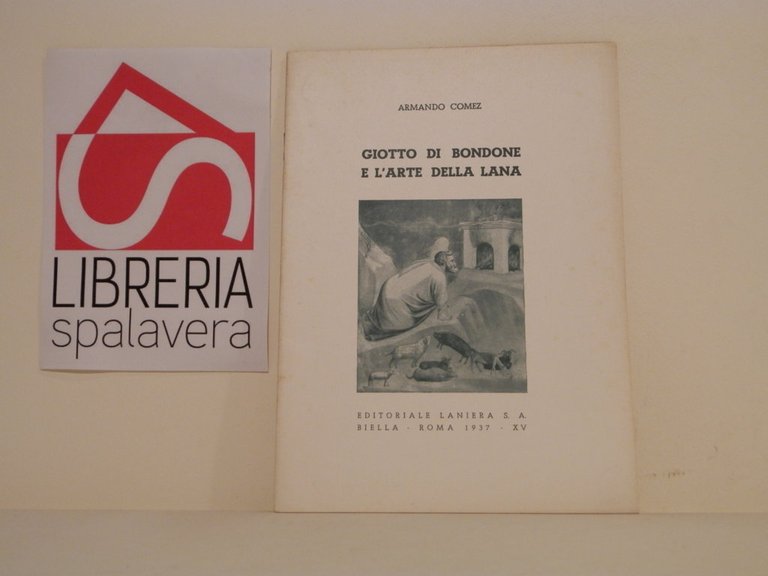 LIBRERIA
spalavera
ARMANDO COMEZ
GIOTTO DI BONDONE
E L'ARTE DELLA LANA
EDITORIALE LANIERA S. A.
BIELLA - ROMA 1937 - XV